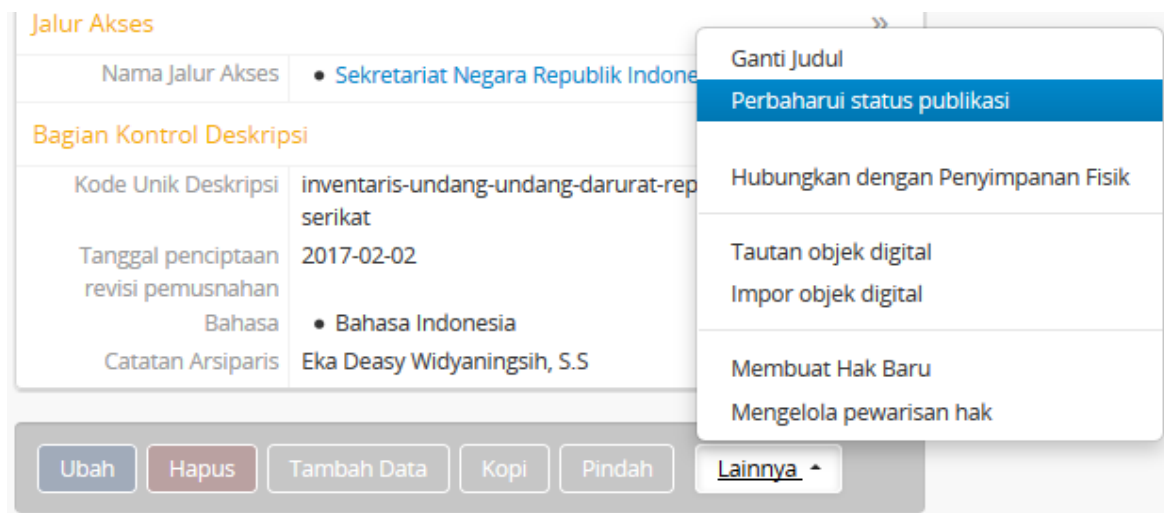 Jalur Akses »
Nama Jalur Akses • Sekretariat Negara Republik Indone
Bagian Kontrol Deskripsi
Kode Unik Deskripsi inventaris-undang-undang-darurat-rep
serikat
Tanggal penciptaan 2017-02-02
revisi pemusnahan
Bahasa • Bahasa Indonesia
Catatan Arsiparis Eka Deasy Widyaningsih, S.S
Ganti Judul
Perbaharui status publikasi
Hubungkan dengan Penyimpanan Fisik
Tautan objek digital
Impor objek digital
Membuat Hak Baru
Mengelola pewarisan hak
Ubah Hapus Tambah Data Kopi Pindah Lainnya